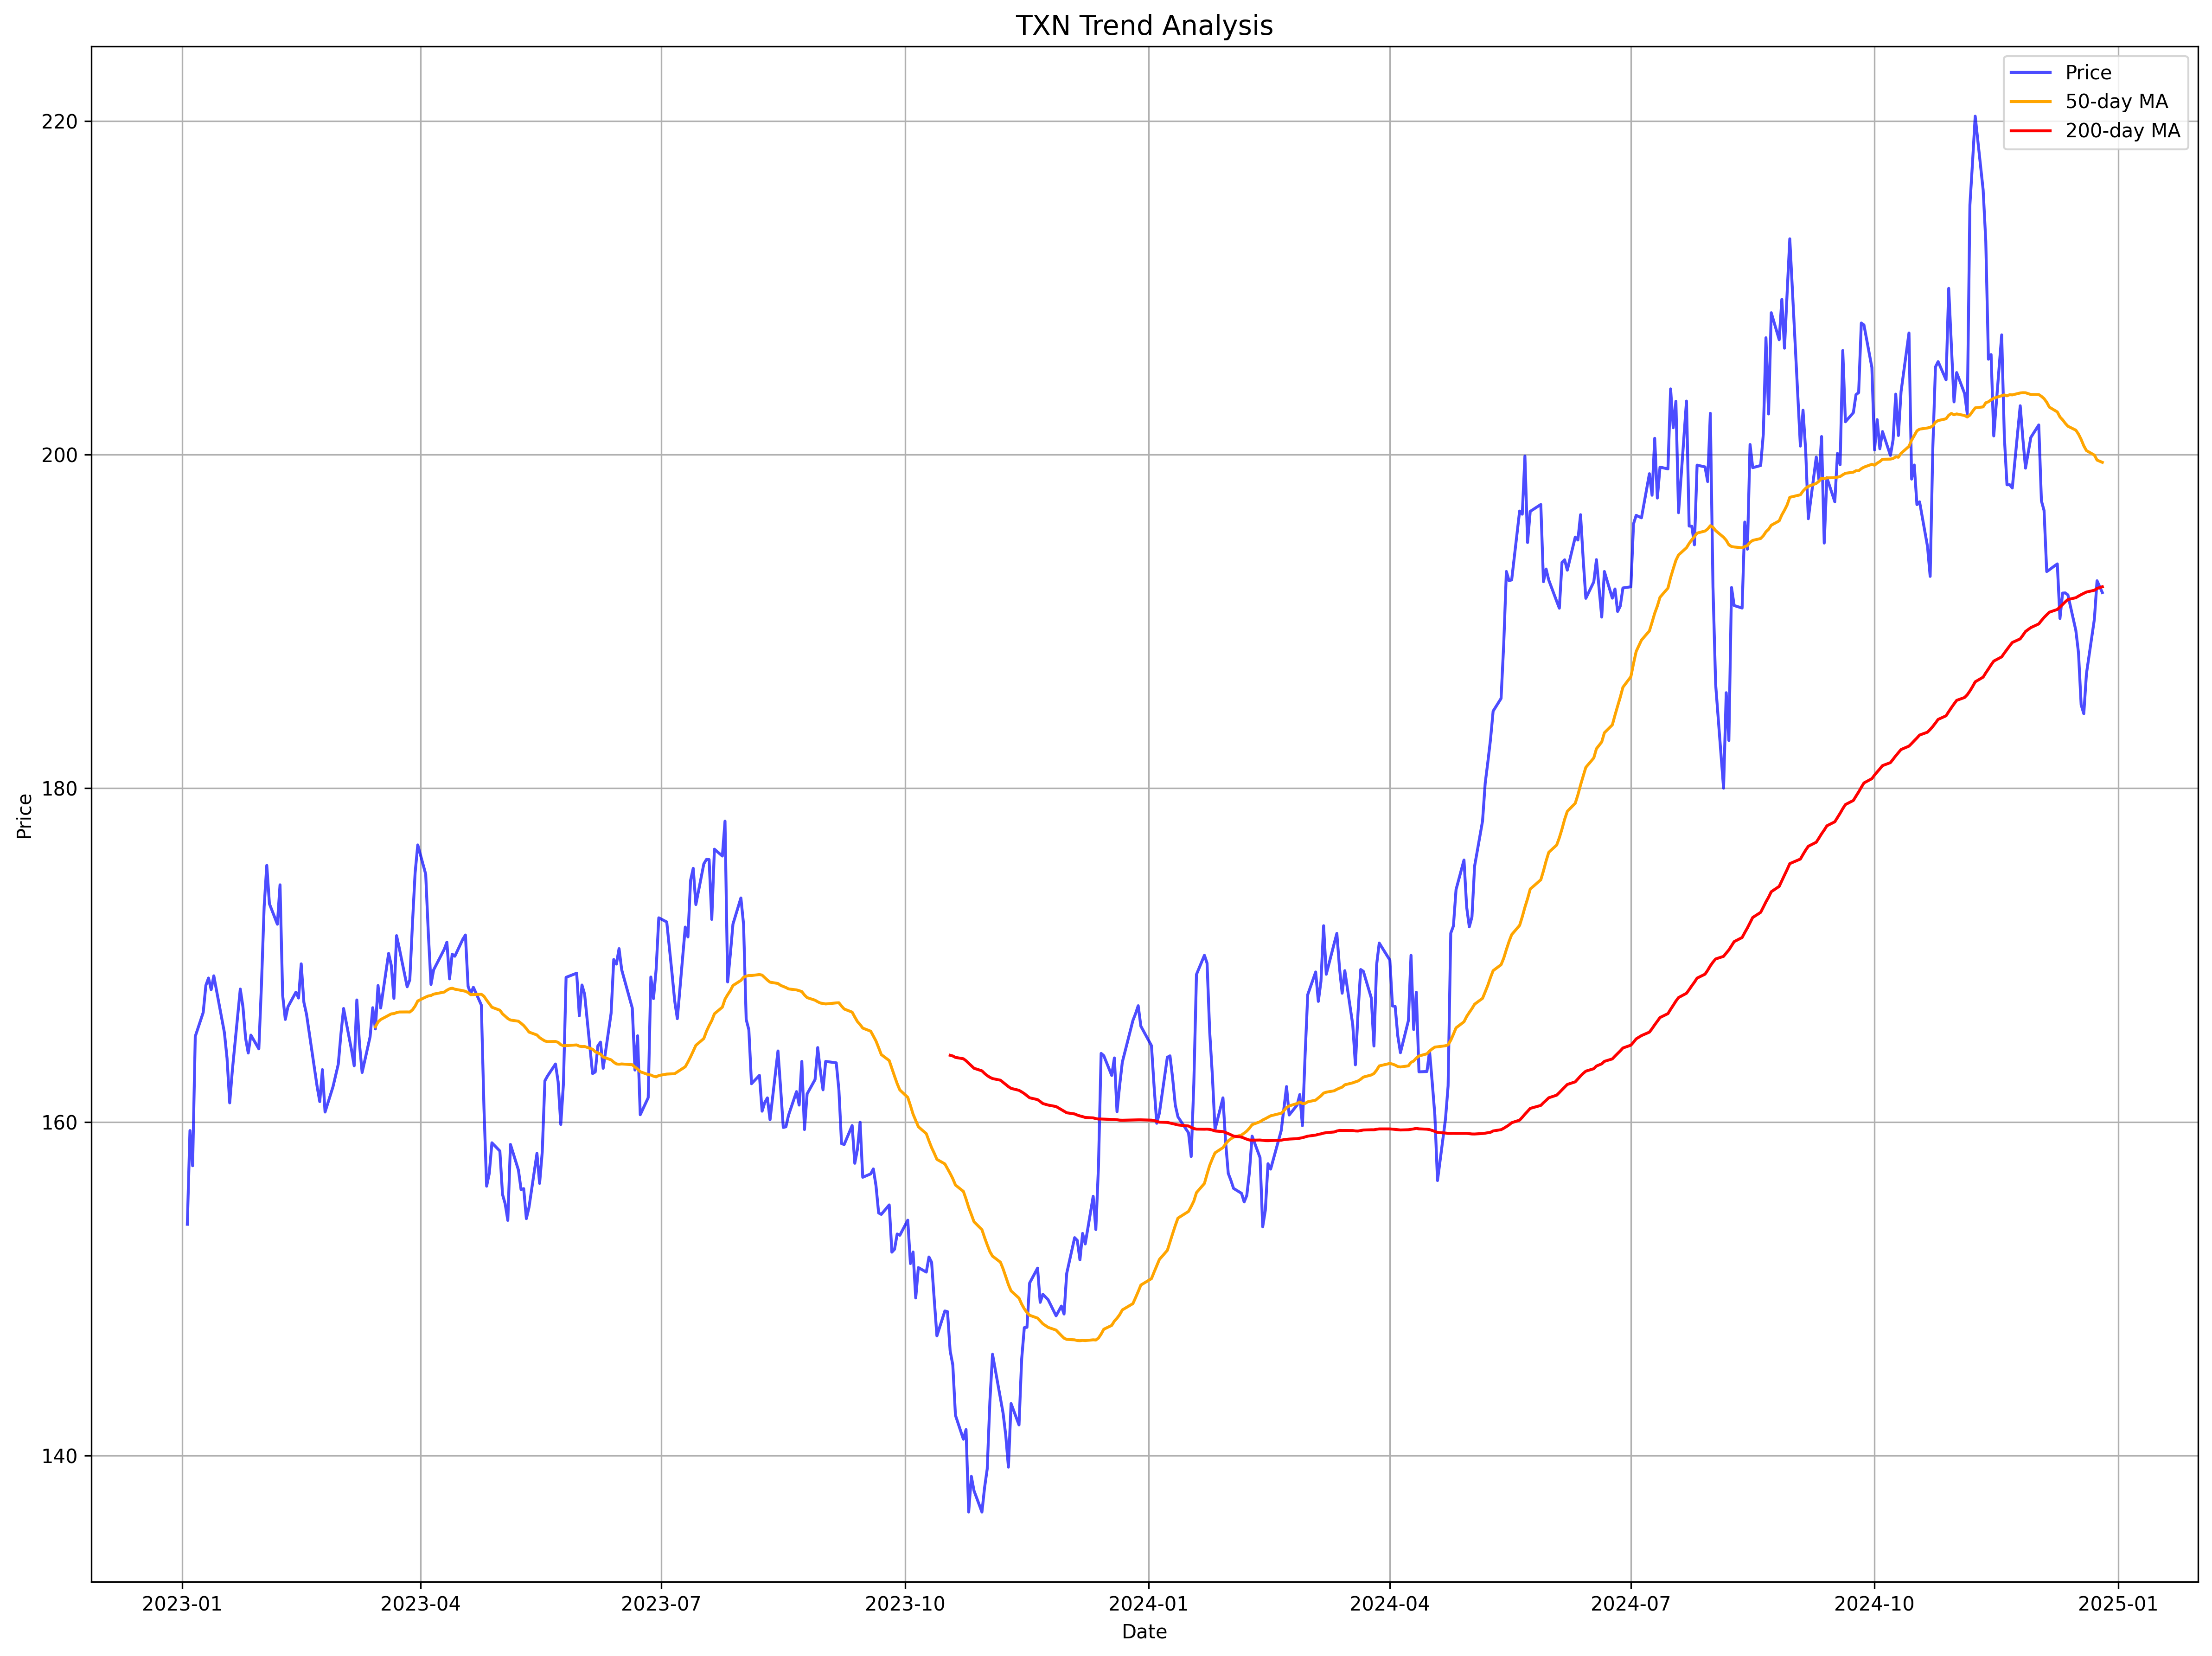 TXN Trend Analysis
Price
50-day MA
200-day MA
220
200
180
160
140
Price
2023-01
2023-04
2023-07
2023-10
2024-01
2024-04
2024-07
2024-10
2025-01
Date